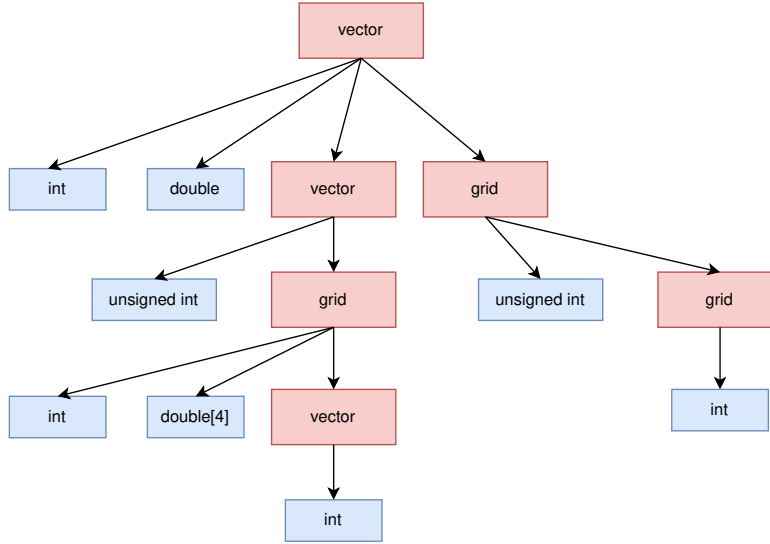 vector
int
double
vector
grid
unsigned int
grid
unsigned int
grid
int
double[4]
vector
int
int